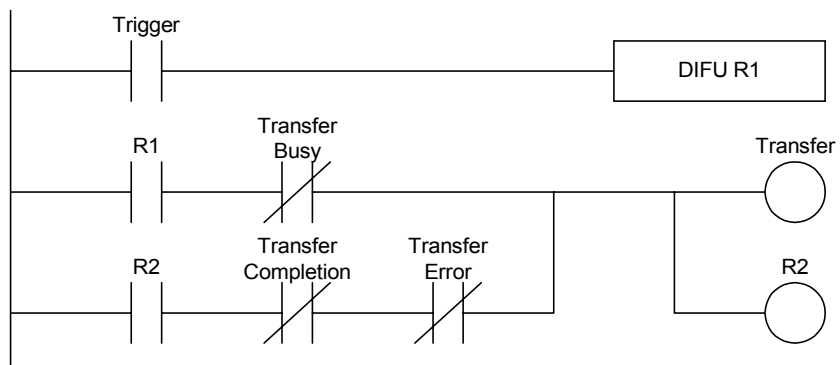 Trigger
DIFU R1
R1
Transfer
Busy
Transfer
R2
Transfer
Completion
Transfer
Error
R2